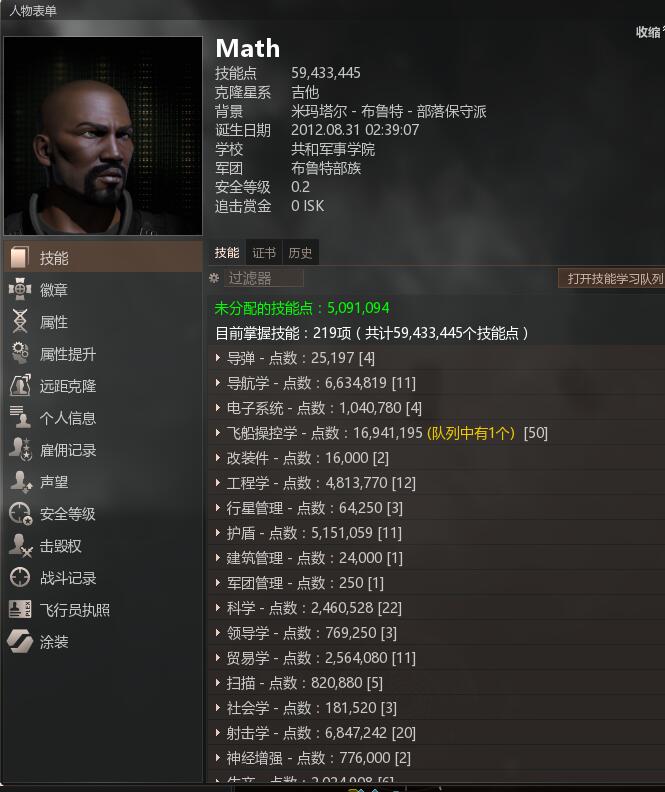 人物表单
收缩
Math
技能点 59,433,445
克隆星系 吉他
背景 米玛塔尔 - 布鲁特 - 部落保守派
诞生日期 2012.08.31 02:39:07
学校 共和军事学院
军团 布鲁特部族
安全等级 0.2
追击赏金 0 ISK
技能
徽章
属性
属性提升
远距克隆
个人信息
雇佣记录
声望
安全等级
击毁权
战斗记录
飞行员执照
涂装
技能 证书 历史
过滤器 打开技能学习队列
未分配的技能点：5,091,094
目前掌握技能：219项（共计59,433,445个技能点）
导弹 - 点数：25,197 [4]
导航学 - 点数：6,634,819 [11]
电子系统 - 点数：1,040,780 [4]
飞船操控学 - 点数：16,941,195 (队列中有1个) [50]
改装件 - 点数：16,000 [2]
工程学 - 点数：4,813,770 [12]
行星管理 - 点数：64,250 [3]
护盾 - 点数：5,151,059 [11]
建筑管理 - 点数：24,000 [1]
军团管理 - 点数：250 [1]
科学 - 点数：2,460,528 [22]
领导学 - 点数：769,250 [3]
贸易学 - 点数：2,564,080 [11]
扫描 - 点数：820,880 [5]
社会学 - 点数：181,520 [3]
射击学 - 点数：6,847,242 [20]
神经增强 - 点数：776,000 [2]